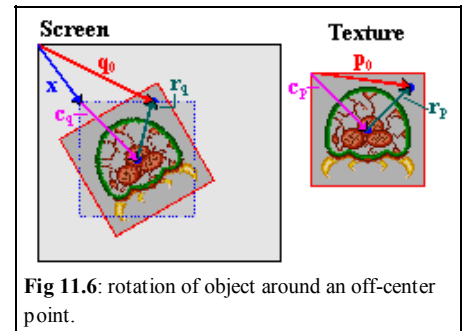 Screen
Texture
q0
x
rq
cq
p0
cp
rp
Fig 11.6: rotation of object around an off-center
point.